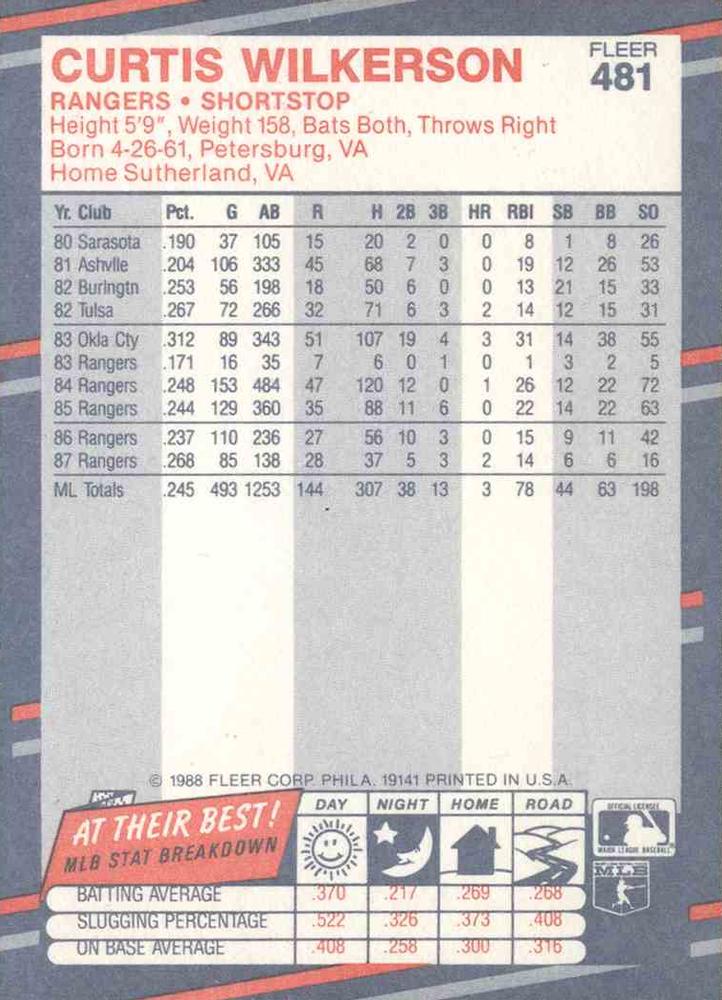 CURTIS WILKERSON
FLEER
481
RANGERS • SHORTSTOP
Height 5'9", Weight 158, Bats Both, Throws Right
Born 4-26-61, Petersburg, VA
Home Sutherland, VA
Yr. Club Pct. G AB R H 2B 3B HR RBI SB BB SO
80 Sarasota .190 37 105 15 20 2 0 0 8 1 8 26
81 Ashvlle .204 106 333 45 68 7 3 0 19 12 26 53
82 Burlngtn .253 56 198 18 50 6 0 0 13 21 15 33
82 Tulsa .267 72 266 32 71 6 3 2 14 12 15 31
83 Okla Cty .312 89 343 51 107 19 4 3 31 14 38 55
83 Rangers .171 16 35 7 6 0 1 0 1 3 2 5
84 Rangers .248 153 484 47 120 12 0 1 26 12 22 72
85 Rangers .244 129 360 35 88 11 6 0 22 14 22 63
86 Rangers .237 110 236 27 56 10 3 0 15 9 11 42
87 Rangers .268 85 138 28 37 5 3 2 14 6 6 16
ML Totals .245 493 1253 144 307 38 13 3 78 44 63 198
© 1988 FLEER CORP. PHILA. 19141 PRINTED IN U.S.A.
AT THEIR BEST!
MLB STAT BREAKDOWN
DAY NIGHT HOME ROAD
OFFICIAL LICENSEE
MAJOR LEAGUE BASEBALL
MLB
BATTING AVERAGE .370 .217 .269 .268
SLUGGING PERCENTAGE .522 .326 .373 .408
ON BASE AVERAGE .408 .258 .300 .316